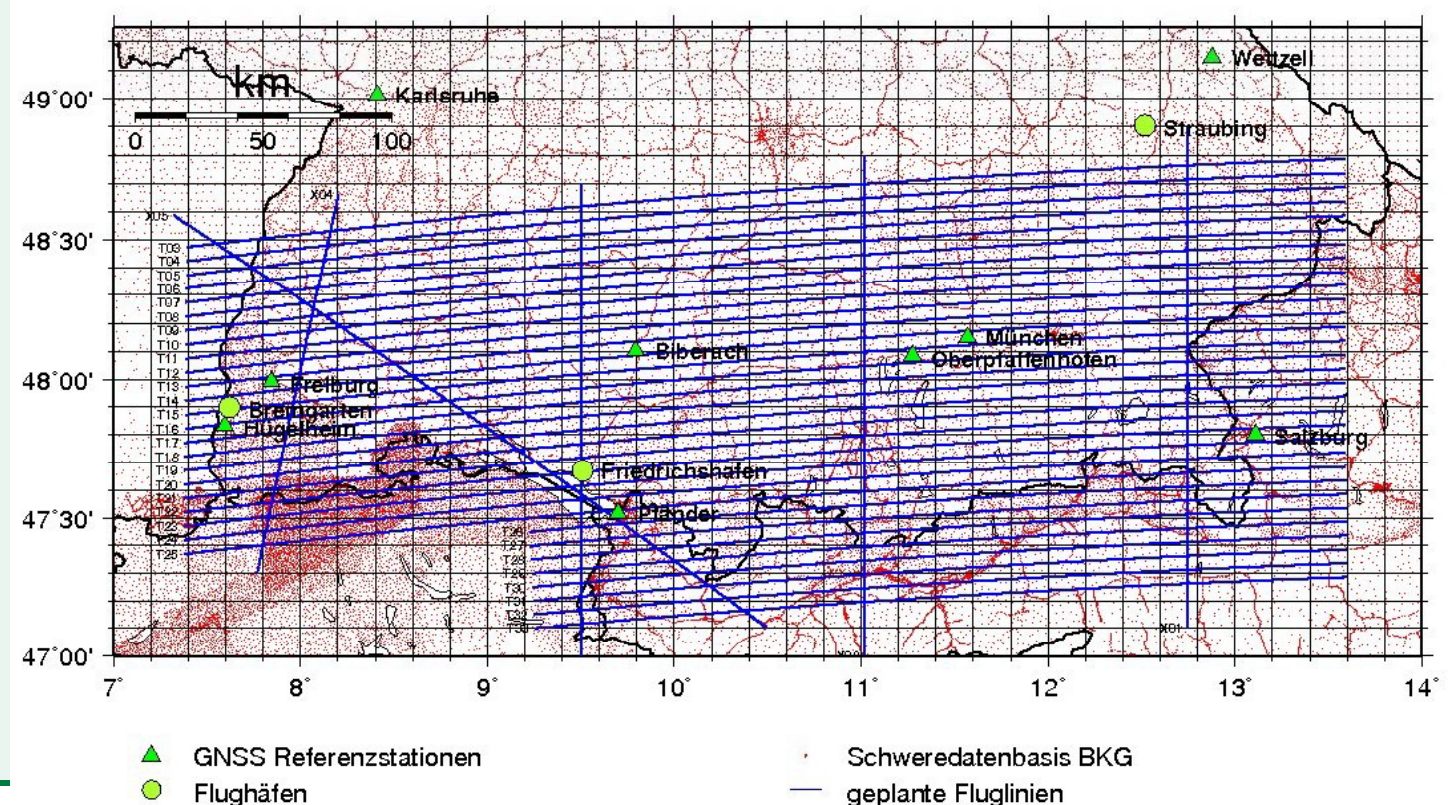 Wettzell
49°00'
km
Karlsruhe
0 50 100
Straubing
X04
X05
48°30'
T03
T04
T05
T06
T07
T08
T09
T10
T11
T12
T13
T14
T15
T16
T17
T18
T19
T20
München
Biberach
Oberpfaffenhofen
48°00'
Freiburg
Bremgarten
Hügelheim
Salzburg
Friedrichshafen
47°30'
Pfänder
T25
X01
47°00'
7° 8° 9° 10° 11° 12° 13° 14°
GNSS Referenzstationen
Schweredatenbasis BKG
Flughäfen
geplante Fluglinien